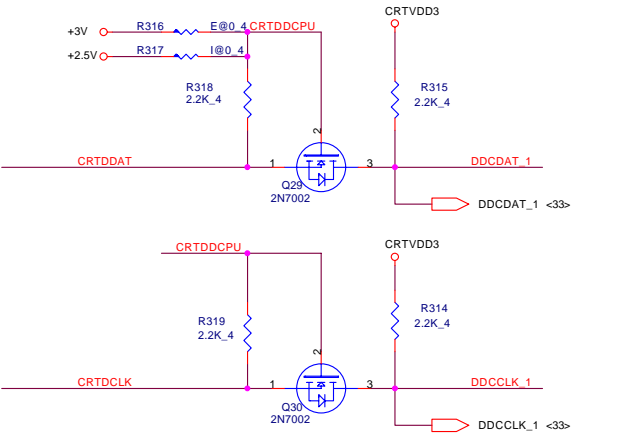 CRTVDD3
+3V R316 E@0_4 CRTDDCPU
+2.5V R317 I@0_4
R318
2.2K_4
R315
2.2K_4
2
CRTDDAT 1 3 DDCDAT_1
Q29
2N7002
DDCDAT_1 <33>
CRTDDCPU CRTVDD3
R319
2.2K_4
R314
2.2K_4
2
CRTDCLK 1 3 DDCCLK_1
Q30
2N7002
DDCCLK_1 <33>